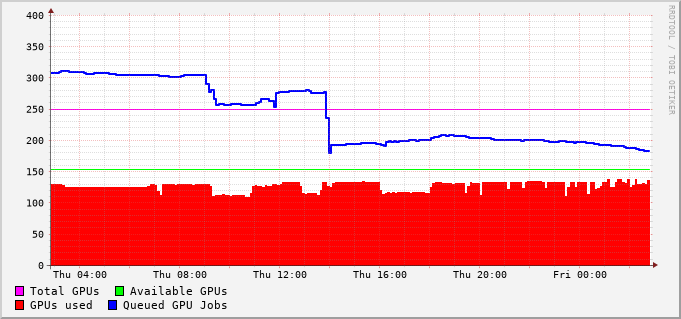 400
350
300
250
200
150
100
50
0
Thu 04:00 Thu 08:00 Thu 12:00 Thu 16:00 Thu 20:00 Fri 00:00
Total GPUs Available GPUs
GPUs used Queued GPU Jobs
RRDTOOL / TOBI OETIKER